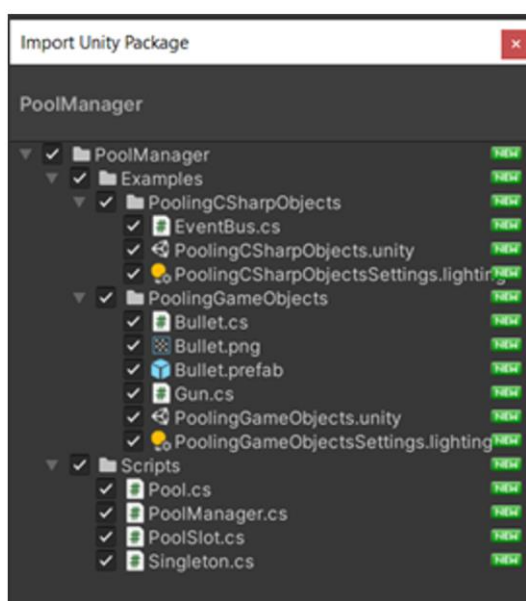 Import Unity Package
PoolManager
PoolManager NEW
Examples NEW
PoolingCSharpObjects NEW
EventBus.cs NEW
PoolingCSharpObjects.unity NEW
PoolingCSharpObjectsSettings.lighting NEW
PoolingGameObjects NEW
Bullet.cs NEW
Bullet.png NEW
Bullet.prefab NEW
Gun.cs NEW
PoolingGameObjects.unity NEW
PoolingGameObjectsSettings.lighting NEW
Scripts NEW
Pool.cs NEW
PoolManager.cs NEW
PoolSlot.cs NEW
Singleton.cs NEW